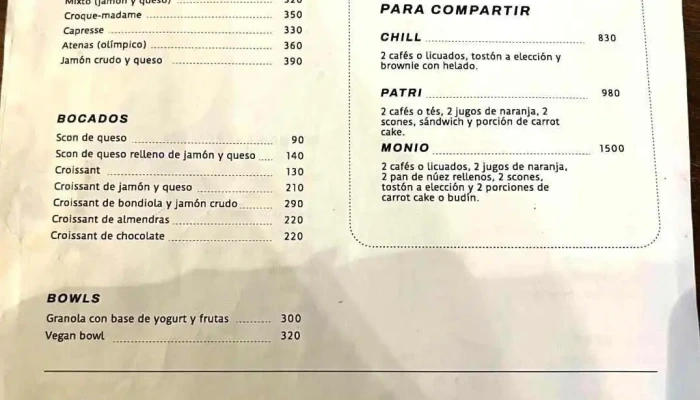 Mixto (jamón y queso) 320
Croque-madame 350
Capresse 330
Atenas (olímpico) 360
Jamón crudo y queso 390
BOCADOS
Scon de queso 90
Scon de queso relleno de jamón y queso 140
Croissant 130
Croissant de jamón y queso 210
Croissant de bondiola y jamón crudo 290
Croissant de almendras 220
Croissant de chocolate 220
BOWLS
Granola con base de yogurt y frutas 300
Vegan bowl 320
PARA COMPARTIR
CHILL 830
2 cafés o licuados, tostón a elección y
brownie con helado.
PATRI 980
2 cafés o tés, 2 jugos de naranja, 2
scones, sándwich y porción de carrot
cake.
MONIO 1500
2 cafés o licuados, 2 jugos de naranja,
2 pan de núez rellenos, 2 scones,
tostón a elección y 2 porciones de
carrot cake o budín.